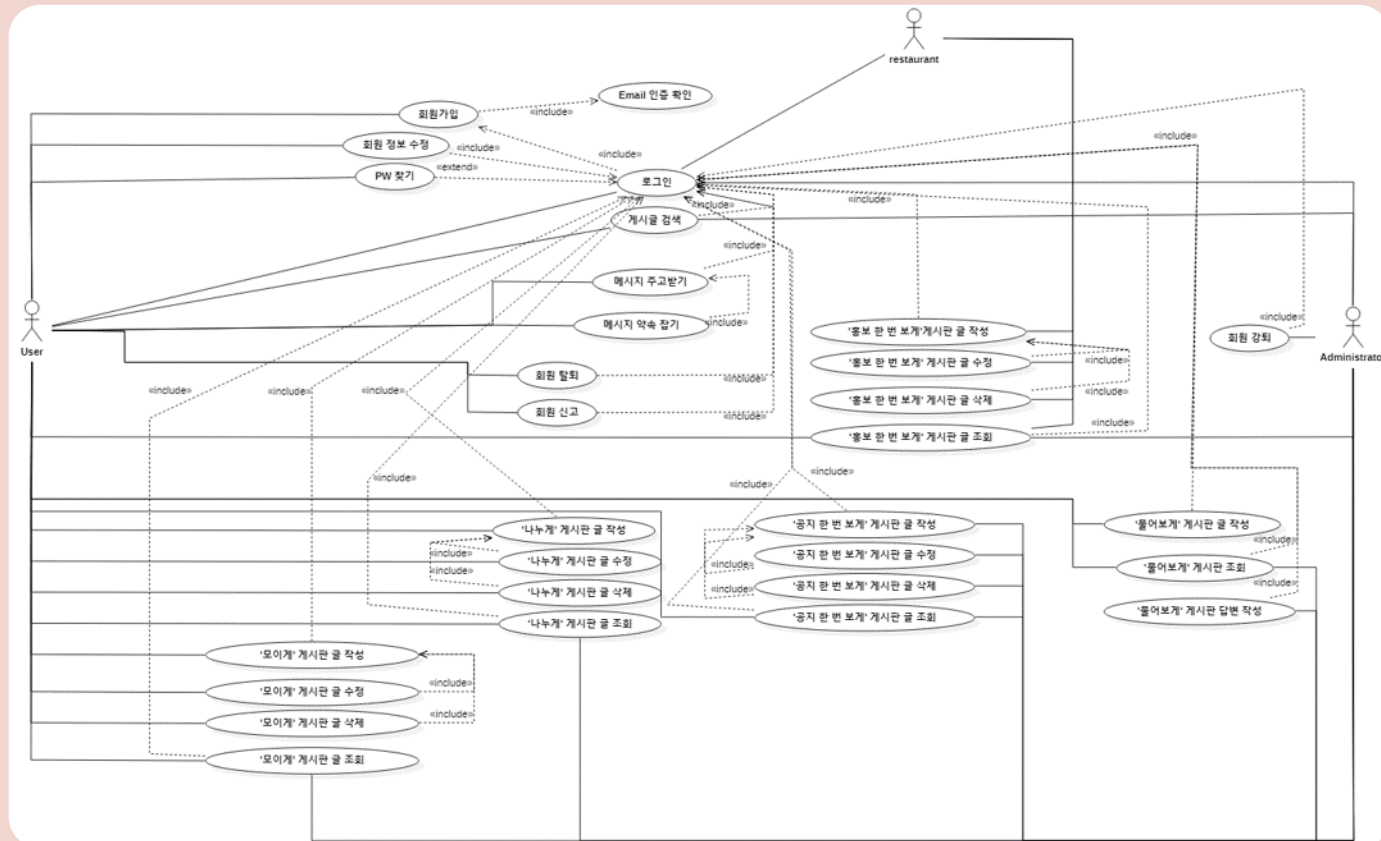 restaurant
Email 인증 확인
회원가입
«include»
회원 정보 수정
«include»
«include»
«include»
PW 찾기
«extend»
로그인
«include»
«include»
게시글 검색
«include»
메시지 주고받기
User
메시지 약속 잡기
«include»
'홍보 한 번 보게'게시판 글 작성
«include»
회원 강퇴
Administrato
'홍보 한 번 보게' 게시판 글 수정
«include»
회원 탈퇴
«include»
«include»
«include»
«include»
'홍보 한 번 보게' 게시판 글 삭제
«include»
회원 신고
«include»
'홍보 한 번 보게' 게시판 글 조회
«include»
«include»
«include»
'나누게' 게시판 글 작성
'공지 한 번 보게' 게시판 글 작성
'물어보게' 게시판 글 작성
«include»
«include»
'나누게' 게시판 글 수정
'공지 한 번 보게' 게시판 글 수정
«include»
'물어보게' 게시판 조회
«include»
'나누게' 게시판 글 삭제
'공지 한 번 보게' 게시판 글 삭제
«include»
«include»
'물어보게' 게시판 답변 작성
'나누게' 게시판 글 조회
'공지 한 번 보게' 게시판 글 조회
'모이게' 게시판 글 작성
«include»
'모이게' 게시판 글 수정
«include»
'모이게' 게시판 글 삭제
'모이게' 게시판 글 조회